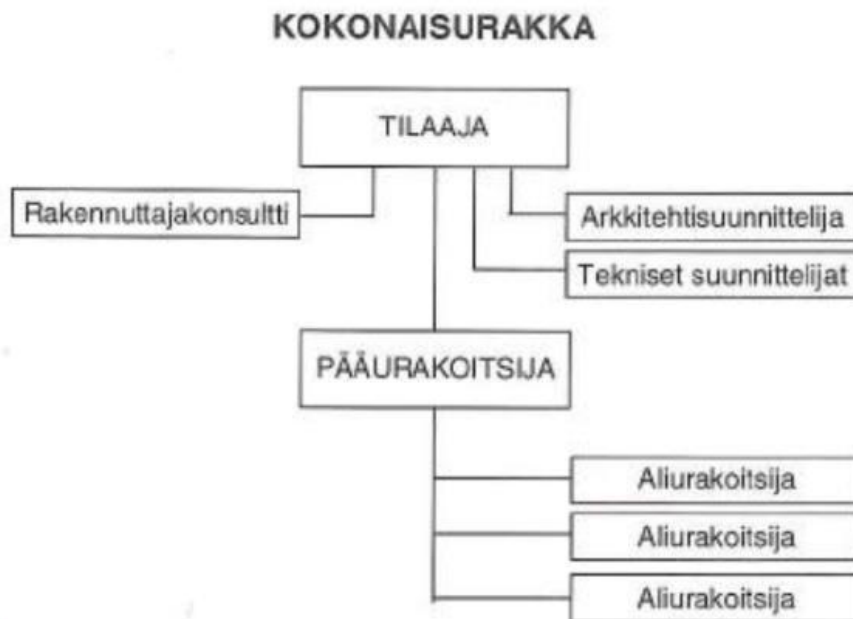 KOKONAISURAKKA
TILAAJA
Rakennuttajakonsultti
Arkkitehtisuunnittelija
Tekniset suunnittelijat
PÄÄURAKOITSIJA
Aliurakoitsija
Aliurakoitsija
Aliurakoitsija